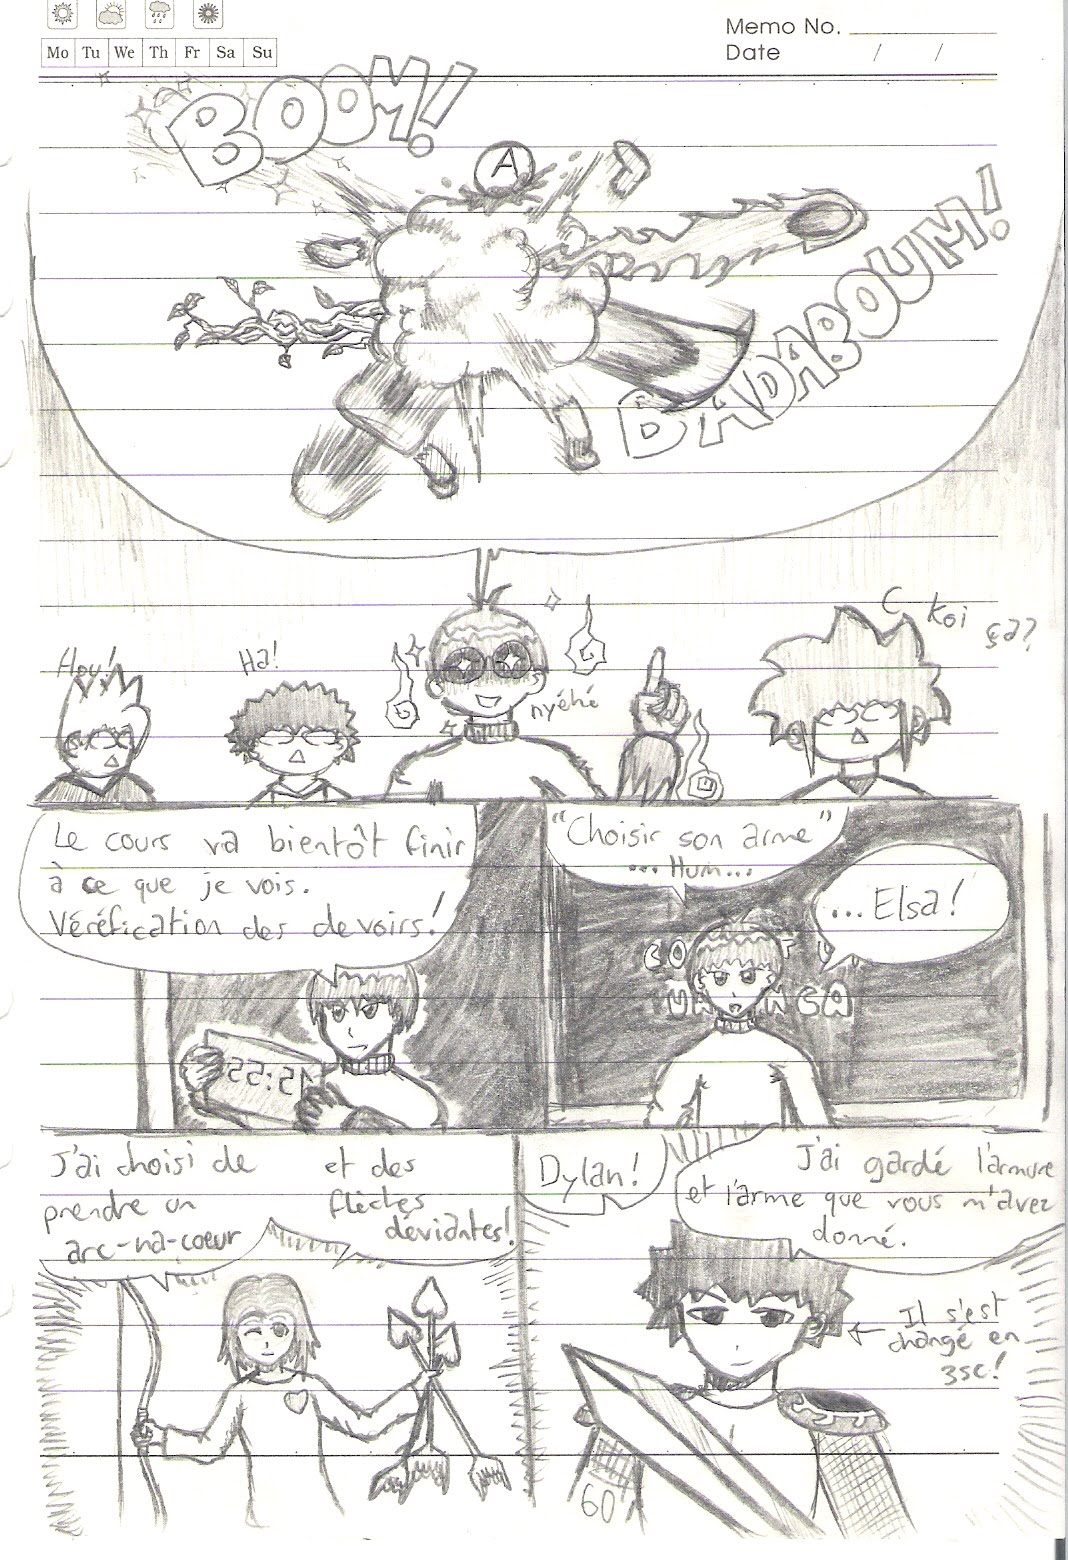 Mo Tu We Th Fr Sa Su
Memo No.
Date / /
BOOM!
A
BADABOUM!
Hou!
Ha!
nyéhé
C koi
ça?
Le cours va bientôt finir
à ce que je vois.
Véréfication des devoirs!
"Choisir son arme"
... Hum...
... Elsa!
J'ai choisi de
prendre un
arc-na-coeur
et des
flèches
déviantes!
Dylan!
J'ai gardé l'armure
et l'arme que vous m'avez
donné.
Il s'est
changé en
3sc!
60